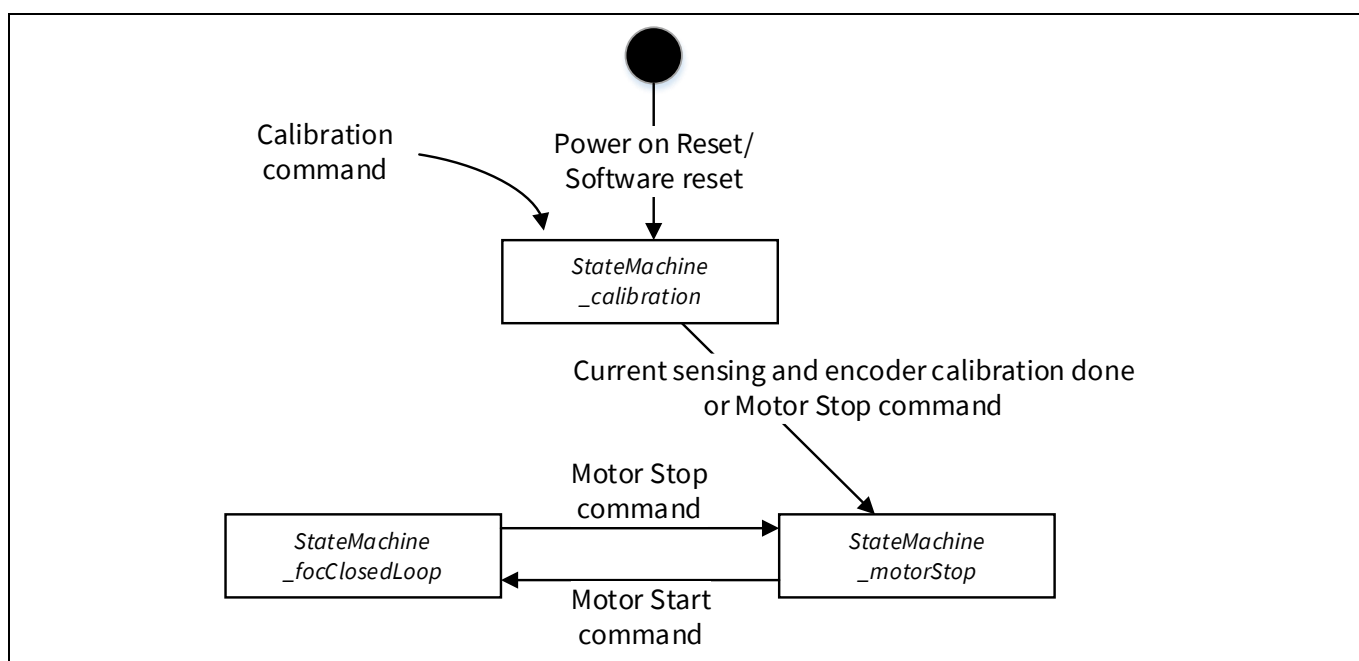 Calibration
command
Power on Reset/
Software reset
StateMachine
_calibration
Current sensing and encoder calibration done
or Motor Stop command
Motor Stop
command
StateMachine
_focClosedLoop
StateMachine
_motorStop
Motor Start
command